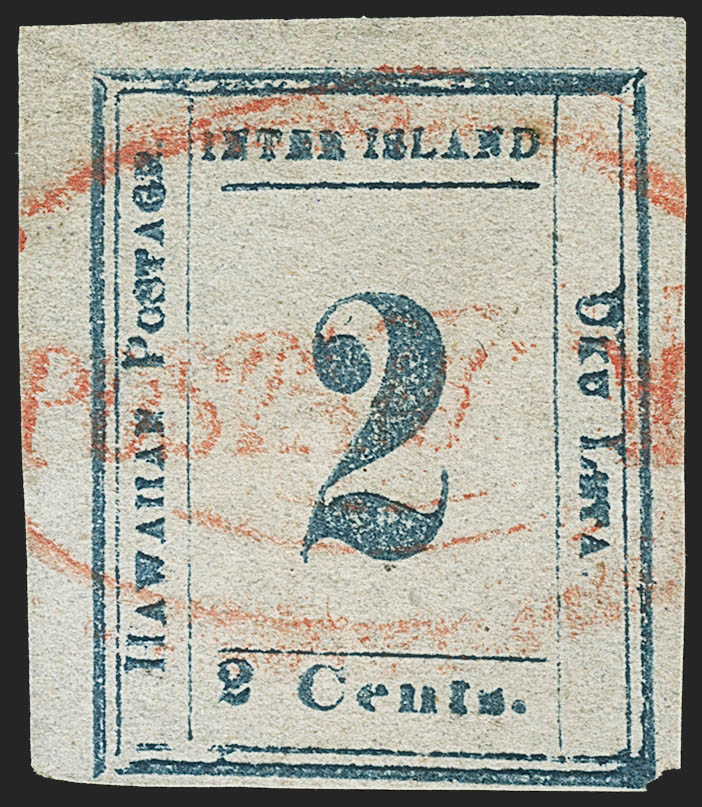 INTER ISLAND
HAWAIIAN POSTAGE.
2
UKU LETA.
2 Cents.